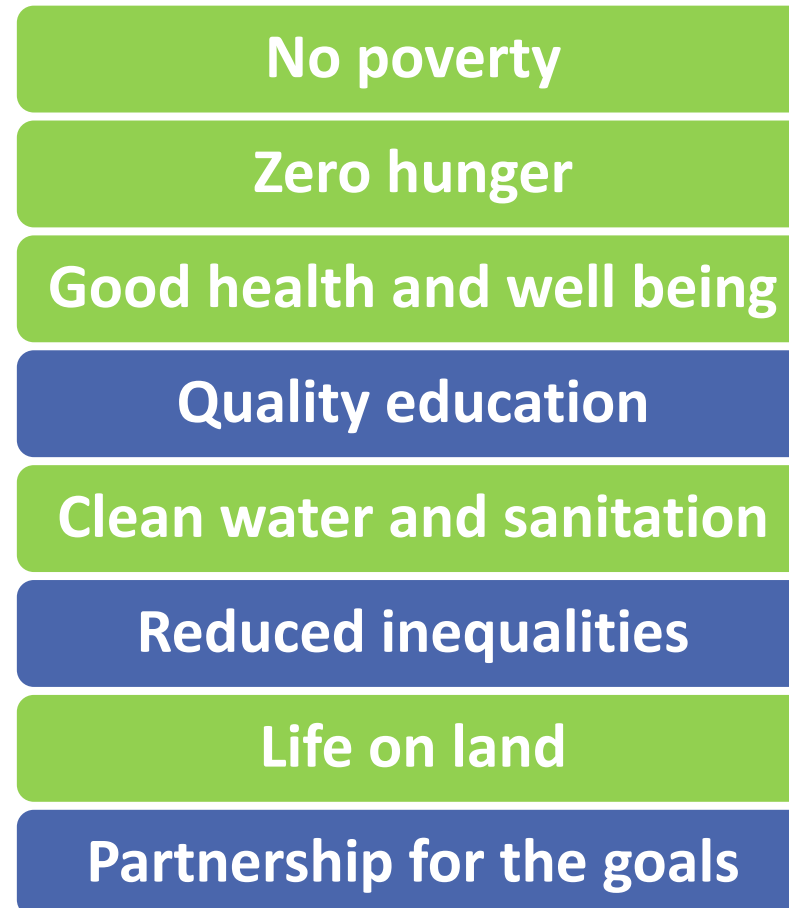 No poverty
Zero hunger
Good health and well being
Quality education
Clean water and sanitation
Reduced inequalities
Life on land
Partnership for the goals